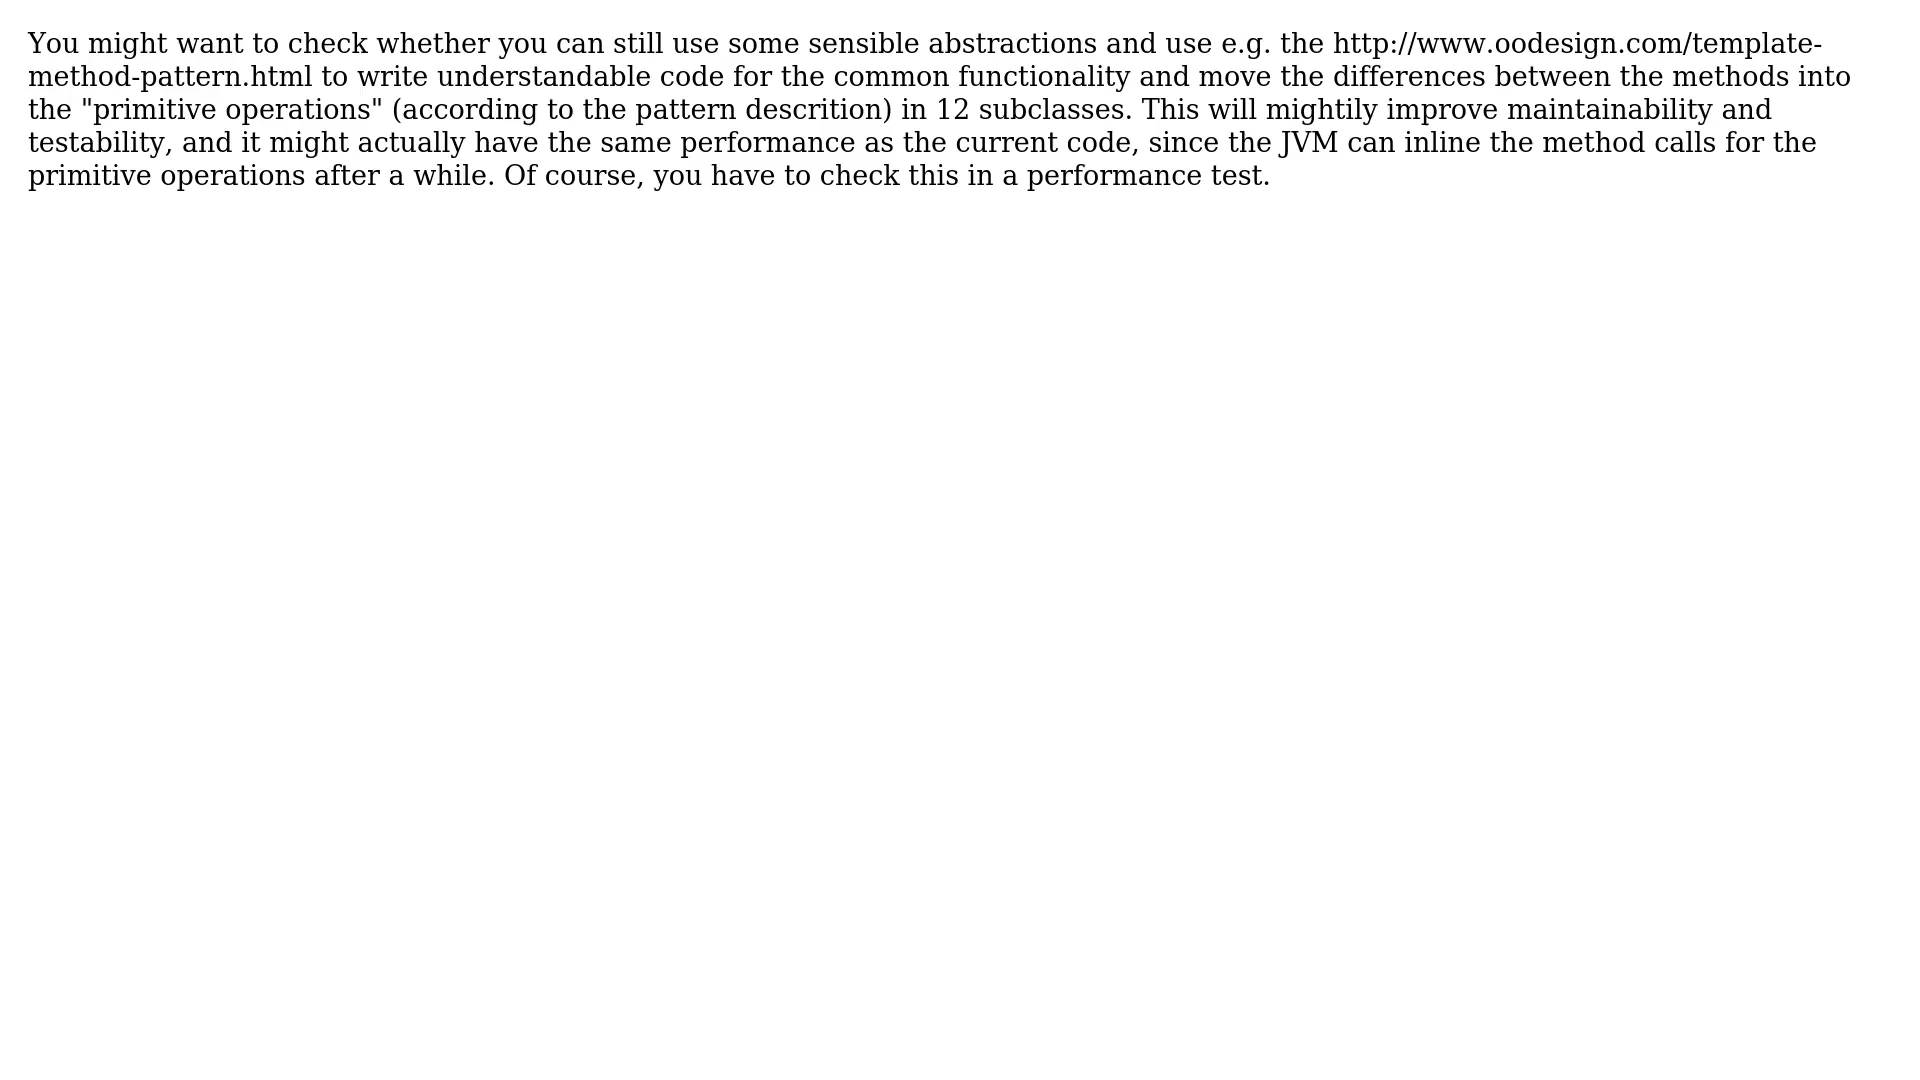 You might want to check whether you can still use some sensible abstractions and use e.g. the http://www.oodesign.com/template-
method-pattern.html to write understandable code for the common functionality and move the differences between the methods into
the "primitive operations" (according to the pattern descrition) in 12 subclasses. This will mightily improve maintainability and
testability, and it might actually have the same performance as the current code, since the JVM can inline the method calls for the
primitive operations after a while. Of course, you have to check this in a performance test.